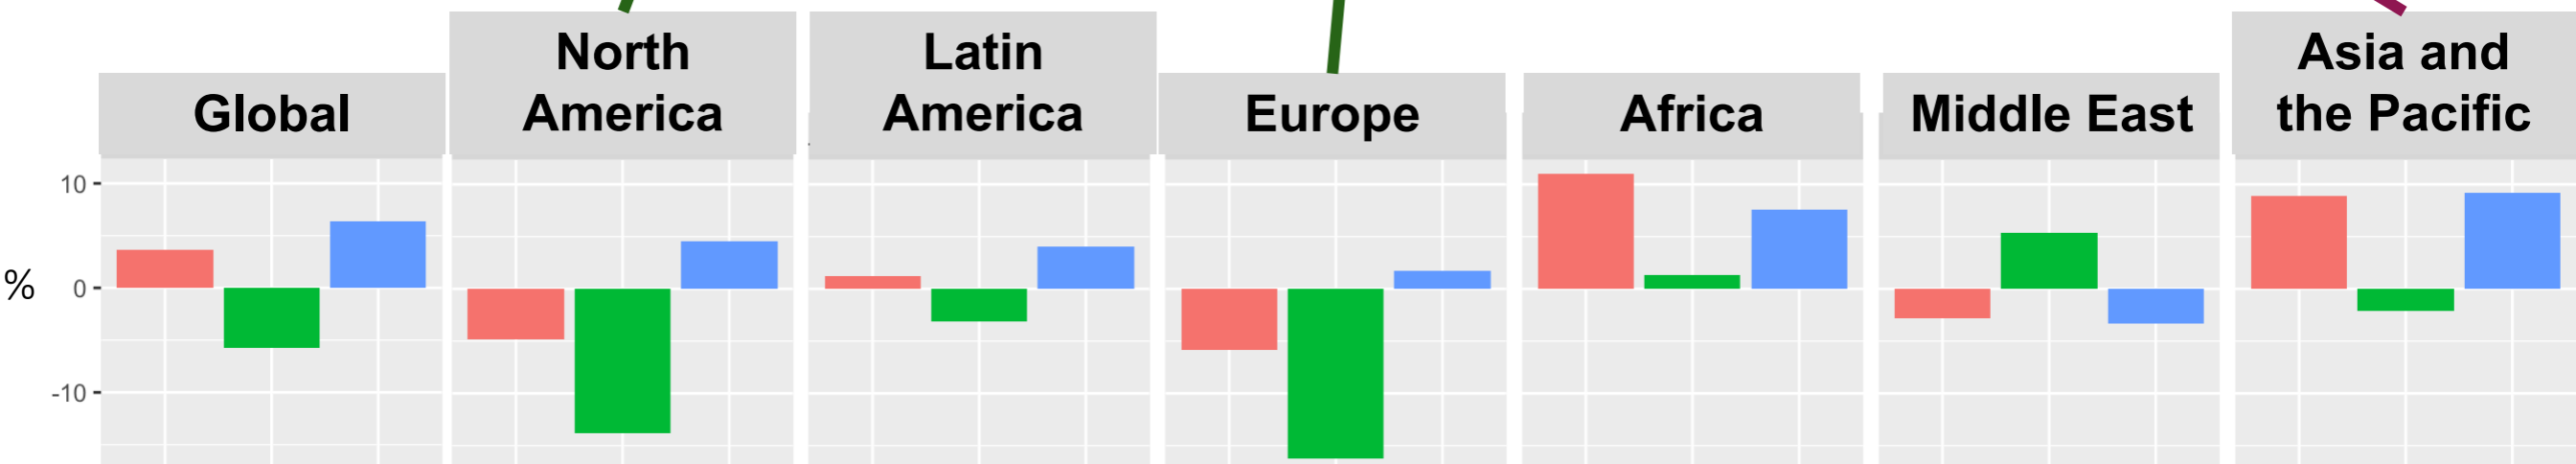 Global
North
America
Latin
America
Europe
Africa
Middle East
Asia and
the Pacific
%
10
0
-10